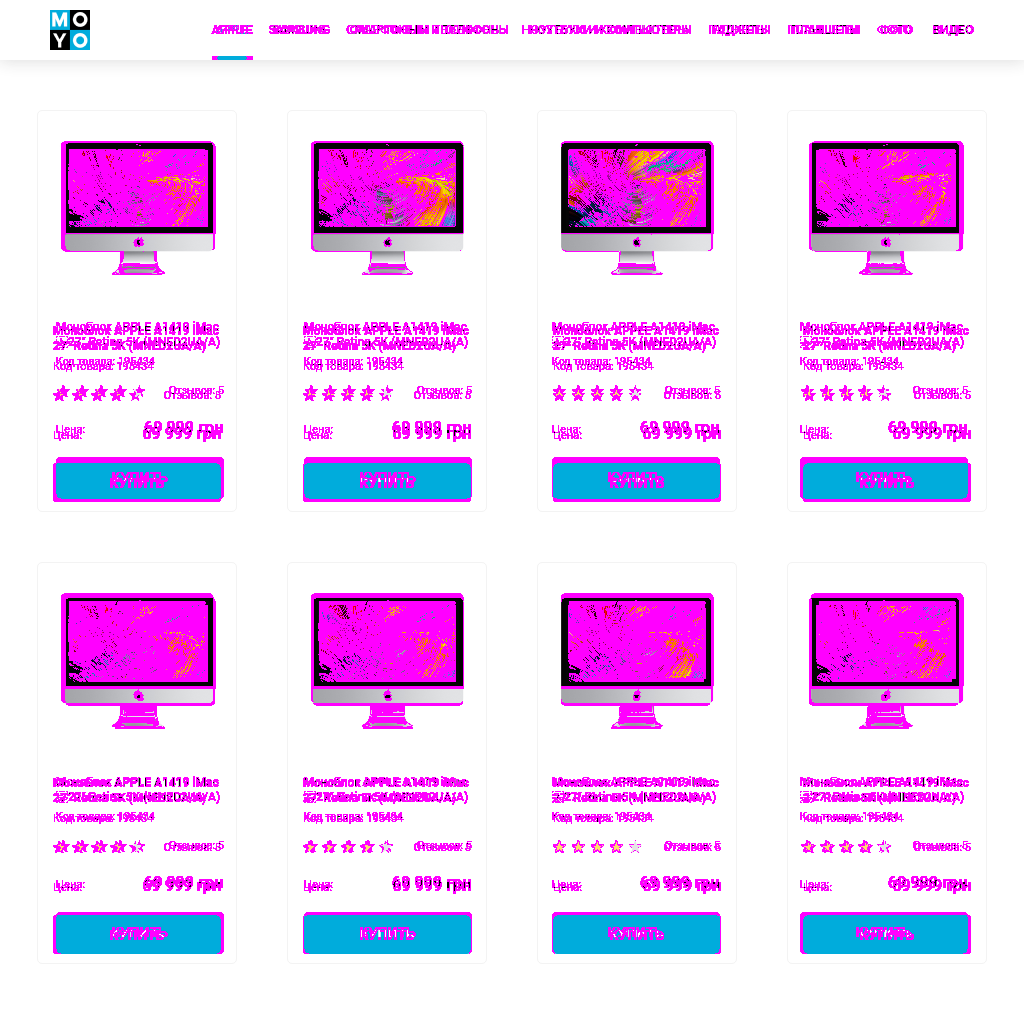 MO
YO
APPLE SAMSUNG СМАРТФОНЫ И ТЕЛЕФОНЫ НОУТБУКИ И КОМПЬЮТЕРЫ ГАДЖЕТЫ ПЛАНШЕТЫ ФОТО ВИДЕО
Моноблок APPLE A1419 iMac
27" Retina 5K (MNED2UA/A)
Код товара: 195434
Отзывов: 5
Цена: 69 999 грн
КУПИТЬ
Моноблок APPLE A1419 iMac
27" Retina 5K (MNED2UA/A)
Код товара: 195434
Отзывов: 5
Цена: 69 999 грн
КУПИТЬ
Моноблок APPLE A1419 iMac
27" Retina 5K (MNED2UA/A)
Код товара: 195434
Отзывов: 5
Цена: 69 999 грн
КУПИТЬ
Моноблок APPLE A1419 iMac
27" Retina 5K (MNED2UA/A)
Код товара: 195434
Отзывов: 5
Цена: 69 999 грн
КУПИТЬ
Моноблок APPLE A1419 iMac
27" Retina 5K (MNED2UA/A)
Код товара: 195434
Отзывов: 5
Цена: 69 999 грн
КУПИТЬ
Моноблок APPLE A1419 iMac
27" Retina 5K (MNED2UA/A)
Код товара: 195434
Отзывов: 5
Цена: 69 999 грн
КУПИТЬ
Моноблок APPLE A1419 iMac
27" Retina 5K (MNED2UA/A)
Код товара: 195434
Отзывов: 5
Цена: 69 999 грн
КУПИТЬ
Моноблок APPLE A1419 iMac
27" Retina 5K (MNED2UA/A)
Код товара: 195434
Отзывов: 5
Цена: 69 999 грн
КУПИТЬ